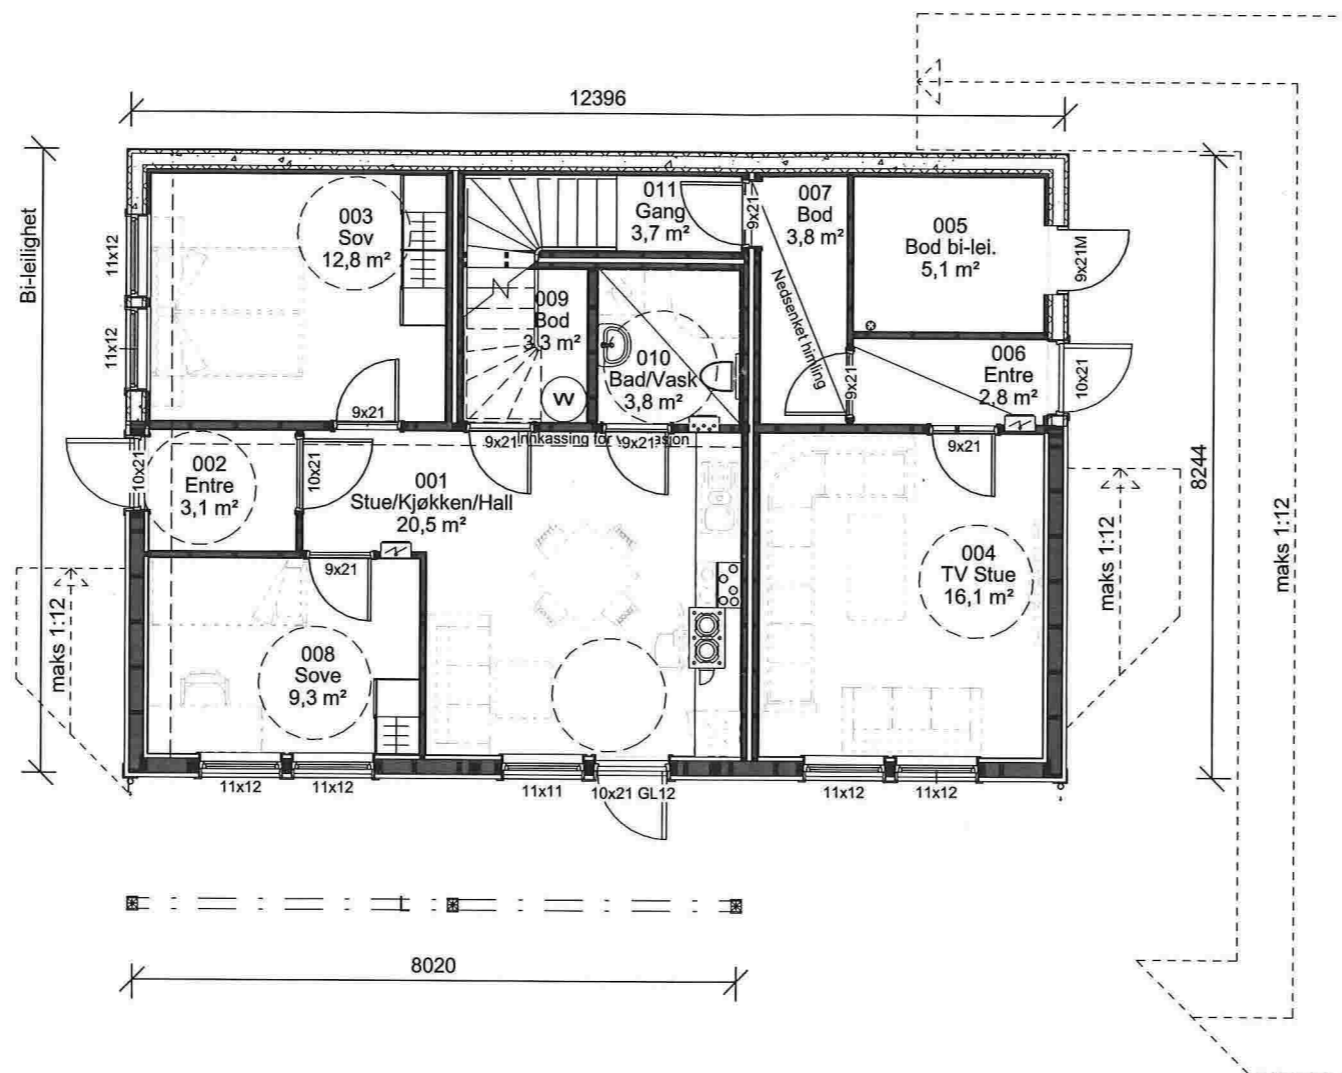 12396
Bi-leilighet
8244
maks 1:12
maks 1:12
maks 1:12
003
Sov
12,8 m²
11x12
11x12
9x21
011
Gang
3,7 m²
9x21
007
Bod
3,8 m²
Nedsenket himling
005
Bod bi-lei.
5,1 m²
9x21M
009
Bod
3,3 m²
W
010
Bad/Vask
3,8 m²
006
Entre
2,8 m²
9x21
10x21
9x21
Innkassing for
9x21
9x21
002
Entre
3,1 m²
10x21
10x21
001
Stue/Kjøkken/Hall
20,5 m²
9x21
004
TV Stue
16,1 m²
008
Sove
9,3 m²
11x12
11x12
11x11
10x21 GL12
11x12
11x12
8020